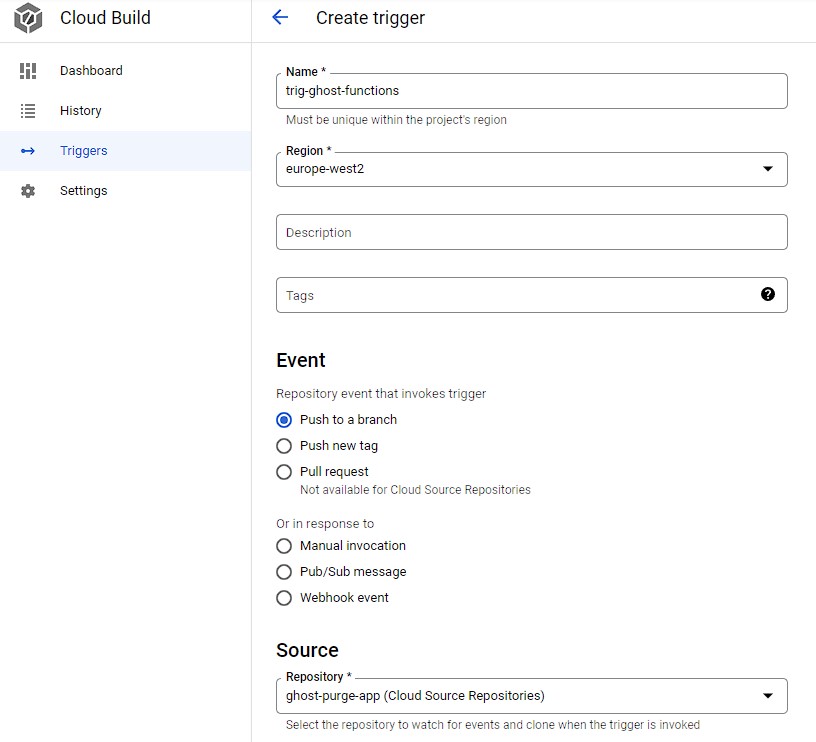 Cloud Build
Create trigger
Dashboard
History
Triggers
Settings
Name *
trig-ghost-functions
Must be unique within the project's region
Region *
europe-west2
Description
Tags
?
Event
Repository event that invokes trigger
Push to a branch
Push new tag
Pull request
Not available for Cloud Source Repositories
Or in response to
Manual invocation
Pub/Sub message
Webhook event
Source
Repository *
ghost-purge-app (Cloud Source Repositories)
Select the repository to watch for events and clone when the trigger is invoked